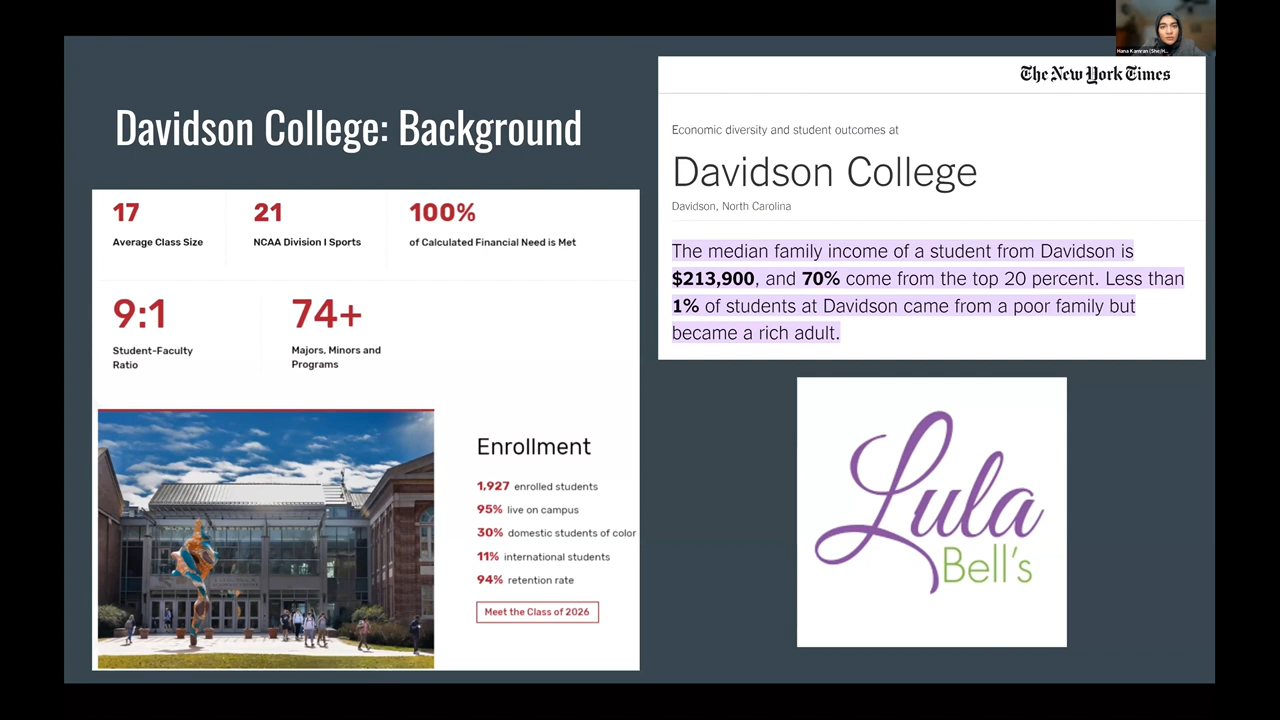 Hana Kamran (She/H...
Davidson College: Background
17
Average Class Size
21
NCAA Division I Sports
100%
of Calculated Financial Need is Met
9:1
Student-Faculty
Ratio
74+
Majors, Minors and
Programs
Enrollment
1,927 enrolled students
95% live on campus
30% domestic students of color
11% international students
94% retention rate
Meet the Class of 2026
The New York Times
Economic diversity and student outcomes at
Davidson College
Davidson, North Carolina
The median family income of a student from Davidson is
$213,900, and 70% come from the top 20 percent. Less than
1% of students at Davidson came from a poor family but
became a rich adult.
Lula
Bell's